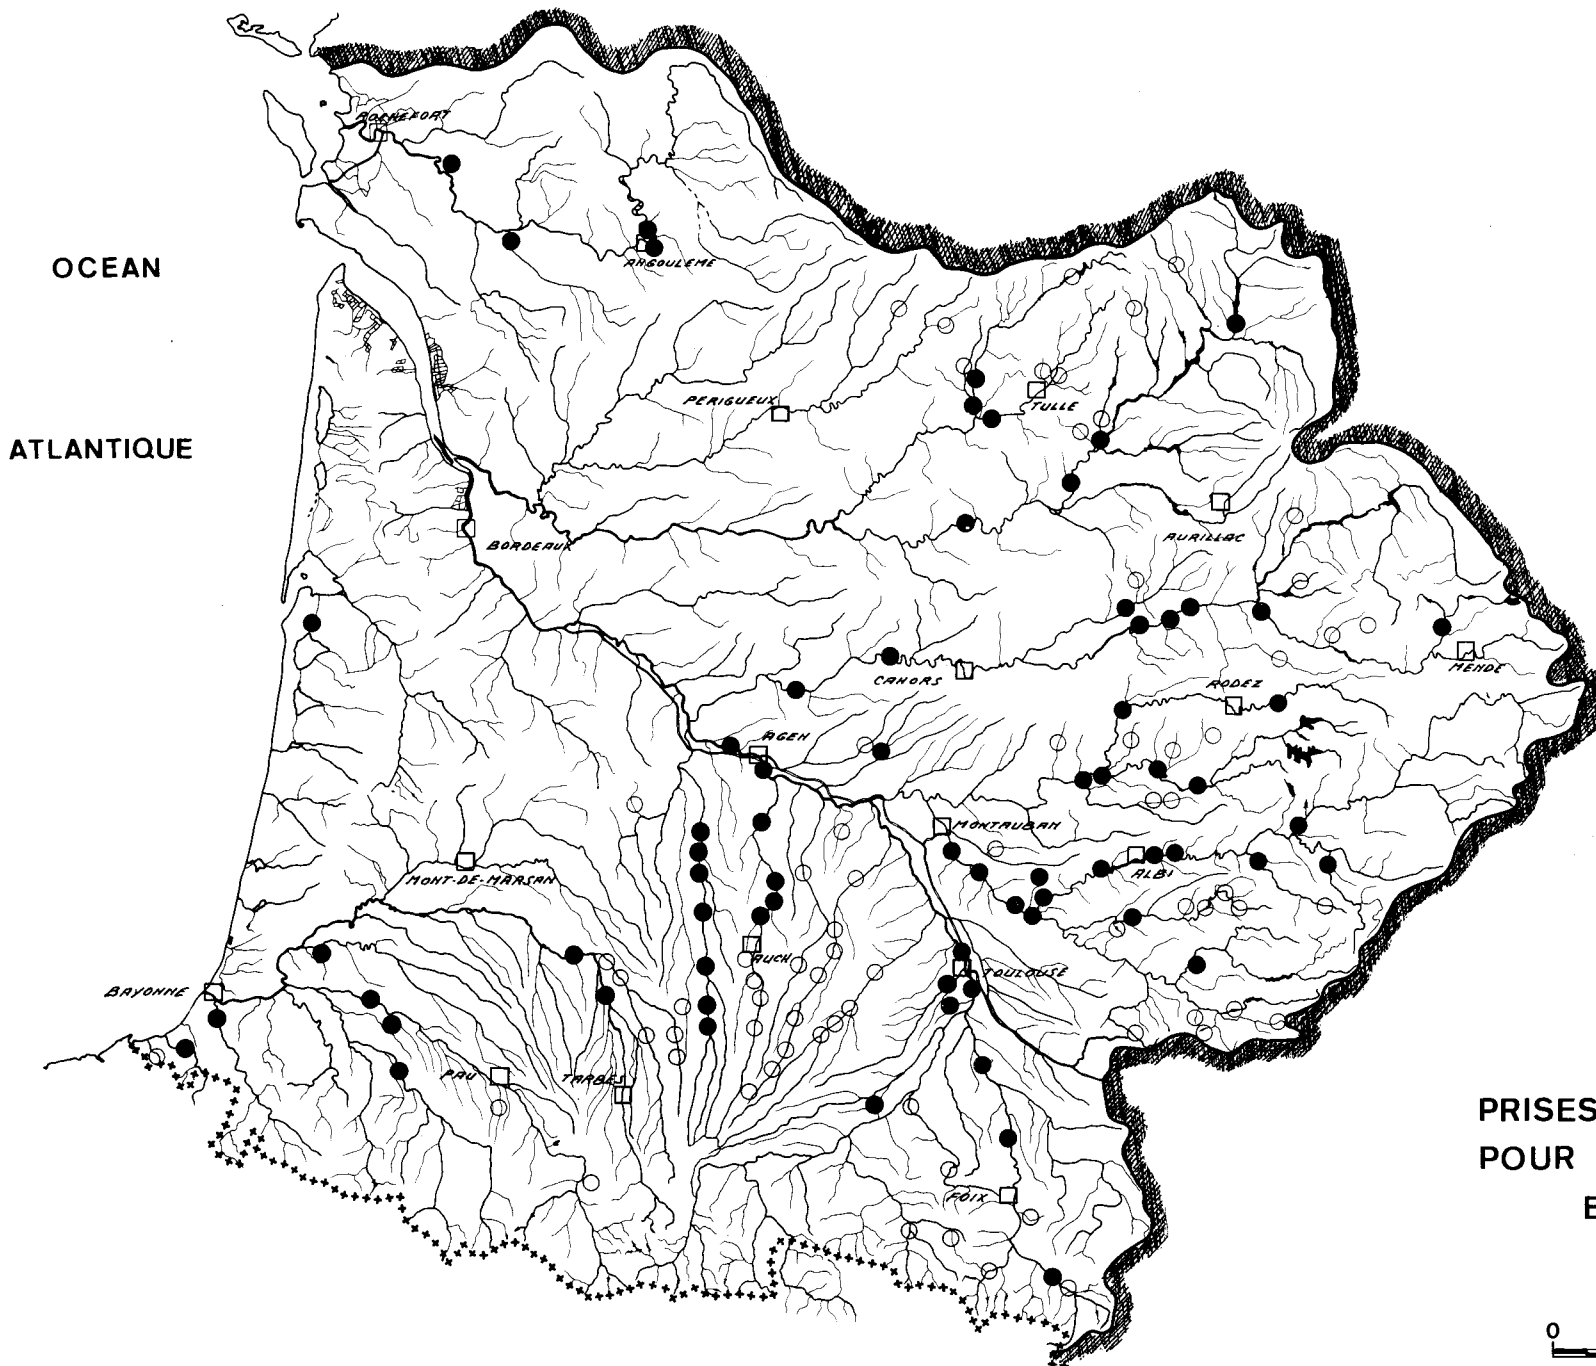 ROCHEFORT
ANGOULEME
OCEAN
PERIGUEUX
TULLE
ATLANTIQUE
BORDEAUX
AURILLAC
MENDE
CAHORS
RODEZ
AGEN
MONTAUBAN
ALBI
MONT-DE-MARSAN
AUCH
TOULOUSE
BAYONNE
PAU
TARBES
PRISES
POUR
FOIX
E
0